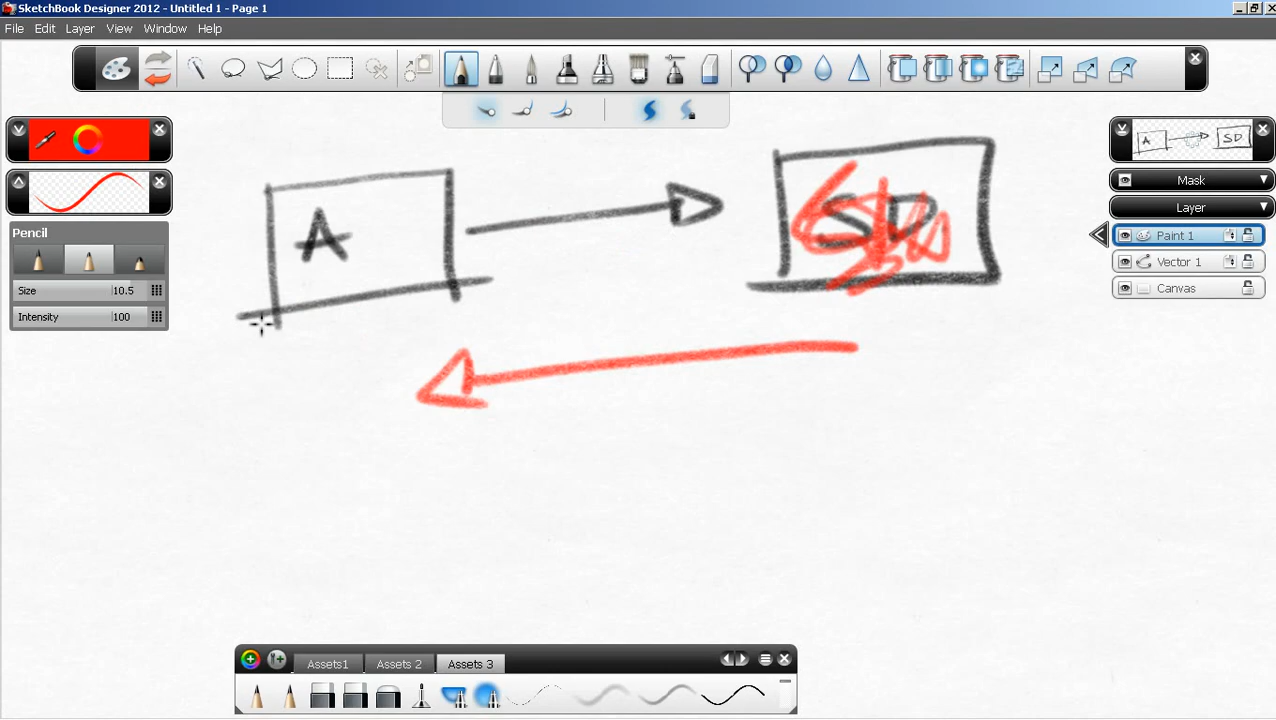 SketchBook Designer 2012 - Untitled 1 - Page 1
File Edit Layer View Window Help
A
SD
A SD
Mask
Layer
Paint 1
Vector 1
Canvas
Pencil
Size 10.5
Intensity 100
Assets1 Assets 2 Assets 3